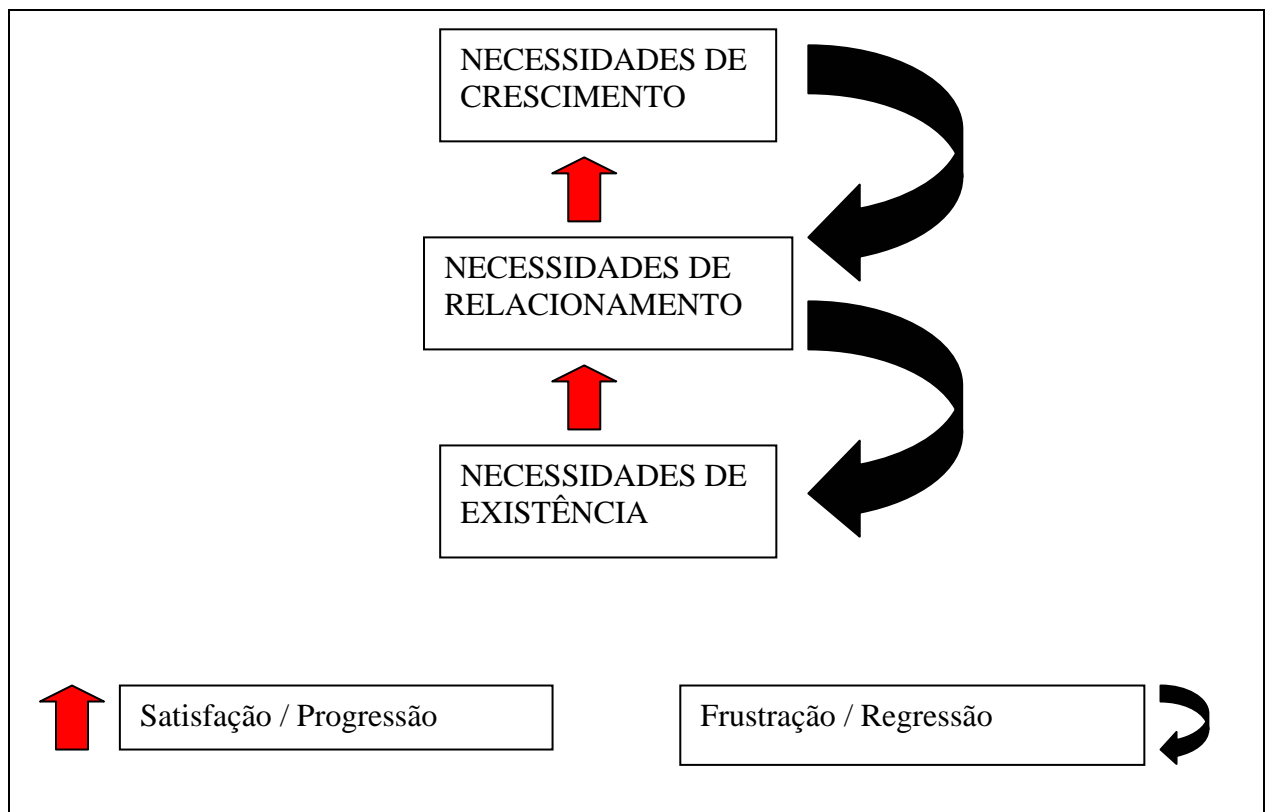 NECESSIDADES DE
CRESCIMENTO
NECESSIDADES DE
RELACIONAMENTO
NECESSIDADES DE
EXISTÊNCIA
Satisfação / Progressão
Frustração / Regressão